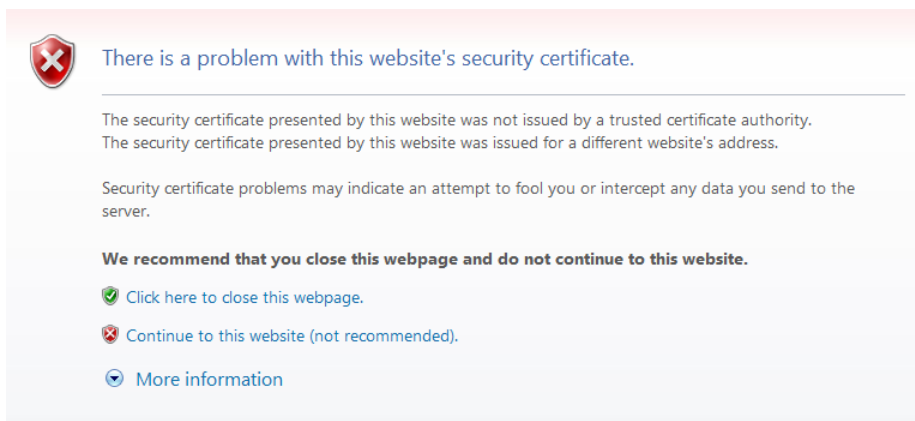 There is a problem with this website's security certificate.
The security certificate presented by this website was not issued by a trusted certificate authority.
The security certificate presented by this website was issued for a different website's address.
Security certificate problems may indicate an attempt to fool you or intercept any data you send to the
server.
We recommend that you close this webpage and do not continue to this website.
Click here to close this webpage.
Continue to this website (not recommended).
More information